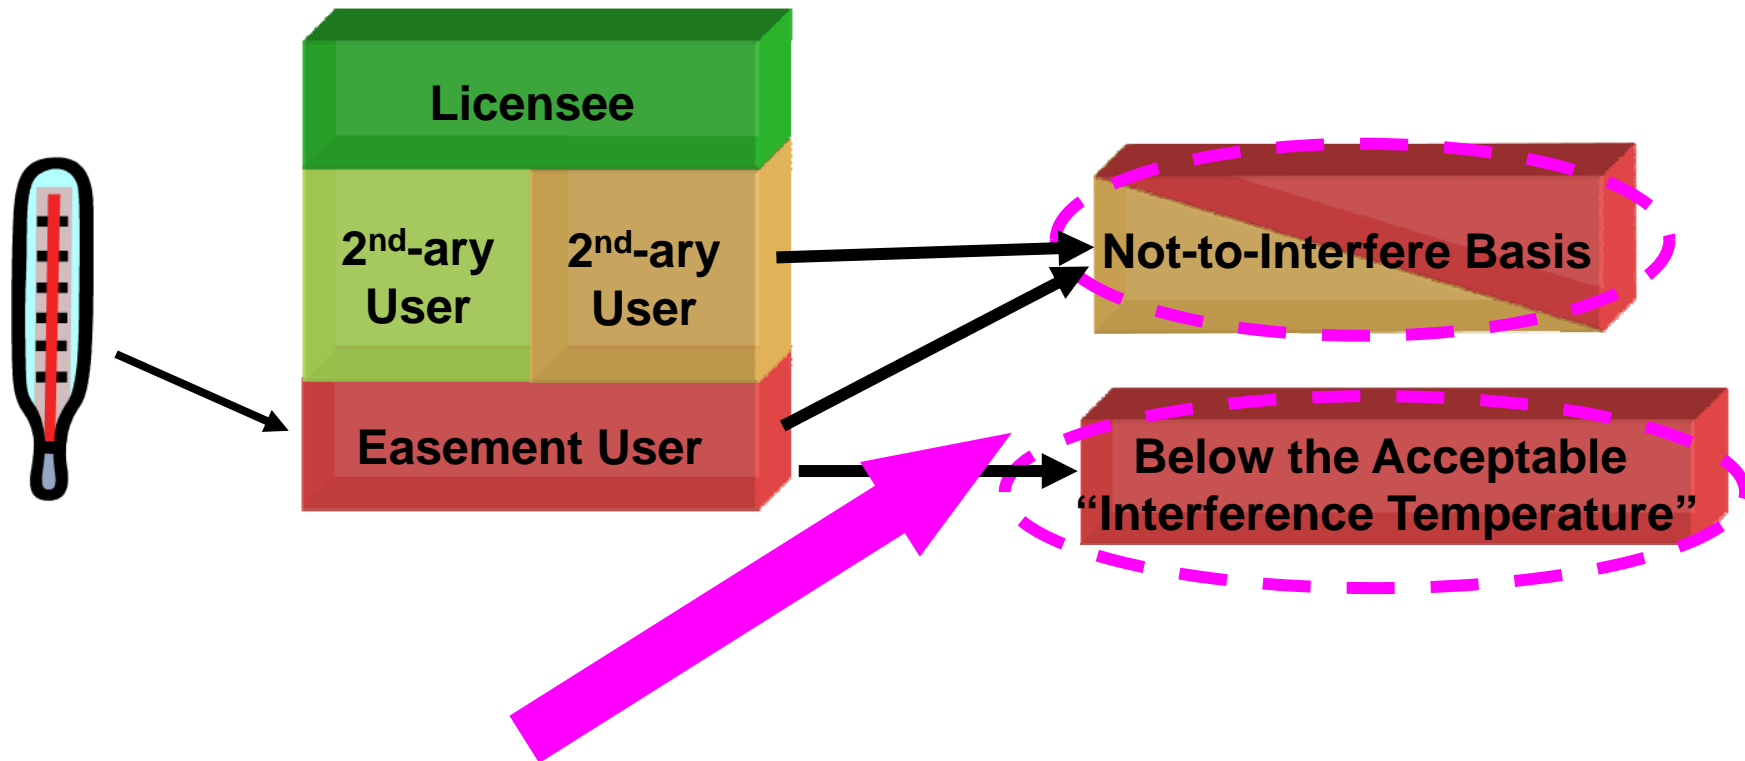 Licensee
2nd-ary
User
2nd-ary
User
Easement User
Not-to-Interfere Basis
Below the Acceptable
“Interference Temperature”